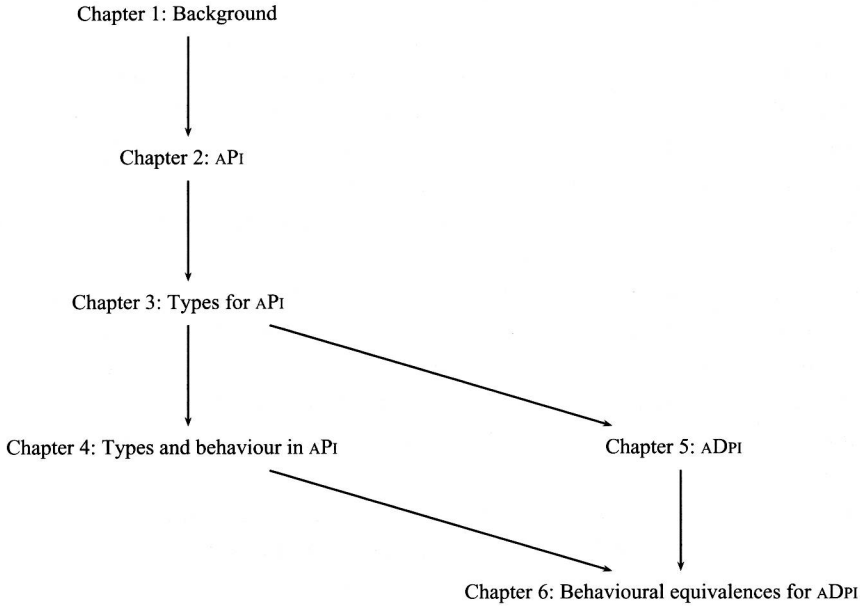 Chapter 1: Background
Chapter 2: aPI
Chapter 3: Types for aPI
Chapter 4: Types and behaviour in aPI
Chapter 5: aDPI
Chapter 6: Behavioural equivalences for aDPI